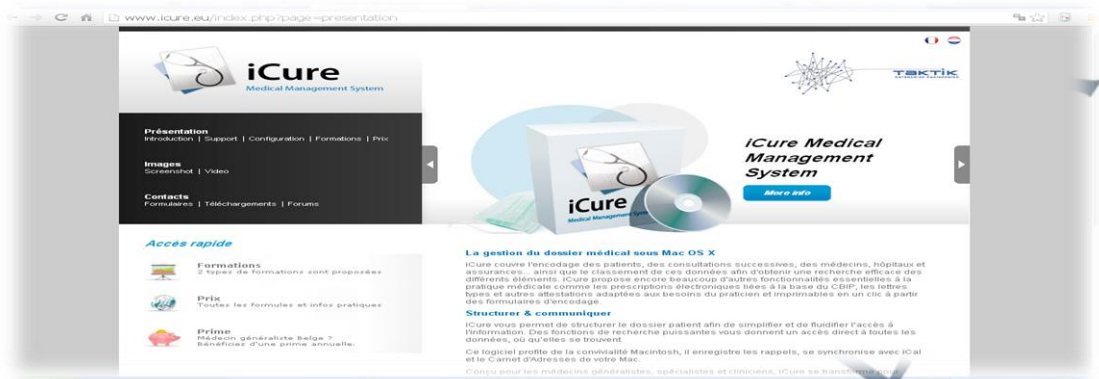 www.icure.eu/index.php?page=presentation
iCure
Medical Management System
TAKTIK
Présentation
Introduction | Support | Configuration | Formations | Prix
Images
Screenshot | Video
Contacts
Formulaires | Téléchargements | Forums
iCure Medical
Management
System
More info
iCure
Medical Management System
Accès rapide
Formations
2 types de formations sont proposées
Prix
Toutes les formules et infos pratiques
Prime
Médecin généraliste Belge ?
Bénéficiez d'une prime annuelle.
La gestion du dossier médical sous Mac OS X
iCure couvre l'encodage des patients, des consultations successives, des médecins, hôpitaux et
assurances... ainsi que le classement de ces données afin d'obtenir une recherche efficace des
différents éléments. iCure propose encore beaucoup d'autres fonctionnalités essentielles à la
pratique médicale comme les prescriptions électroniques liées à la base du CBIP, les lettres
types et autres attestations adaptées aux besoins du praticien et imprimables en un clic à partir
des formulaires d'encodage.
Structurer & communiquer
iCure vous permet de structurer le dossier patient afin de simplifier et de fluidifier l'accès à
l'information. Des fonctions de recherche puissantes vous donnent un accès direct à toutes les
données, où qu'elles se trouvent.
Ce logiciel profite de la convivialité Macintosh, il enregistre les rappels, se synchronise avec iCal
et le Carnet d'Adresses de votre Mac.
Conçu pour les médecins généralistes, spécialistes et cliniciens, iCure se transforme pour